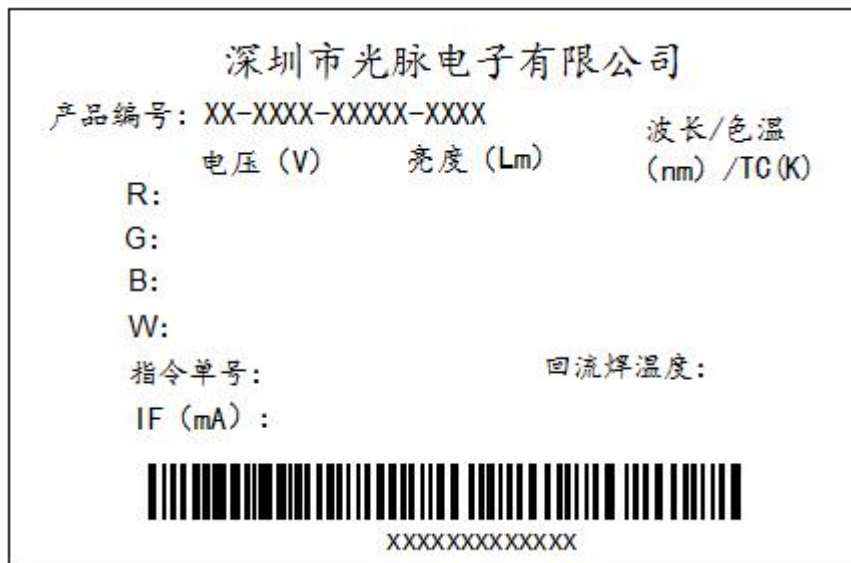 深圳市光脉电子有限公司
产品编号: XX-XXXX-XXXXX-XXXX
电压（V） 亮度（Lm） 波长/色温
（nm）/TC(K)
R:
G:
B:
W:
指令单号: 回流焊温度:
IF（mA）:
XXXXXXXXXXXXX